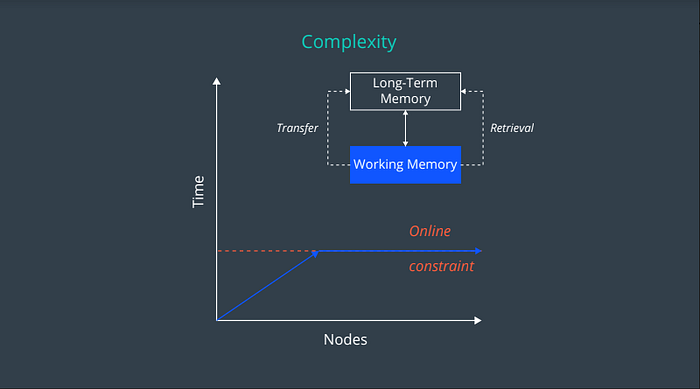 Complexity
Long-Term
Memory
Transfer
Retrieval
Working Memory
Time
Online
constraint
Nodes